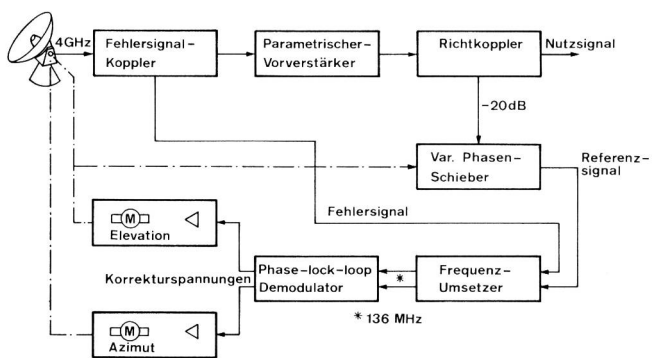 4GHz
Fehlersignal-
Koppler
Parametrischer-
Vorverstärker
Richtkoppler
Nutzsignal
-20dB
Var. Phasen-
Schieber
Referenz-
signal
Fehlersignal
M
Elevation
Korrekturspannungen
Phase-lock-loop
Demodulator
*
Frequenz-
Umsetzer
* 136 MHz
M
Azimut